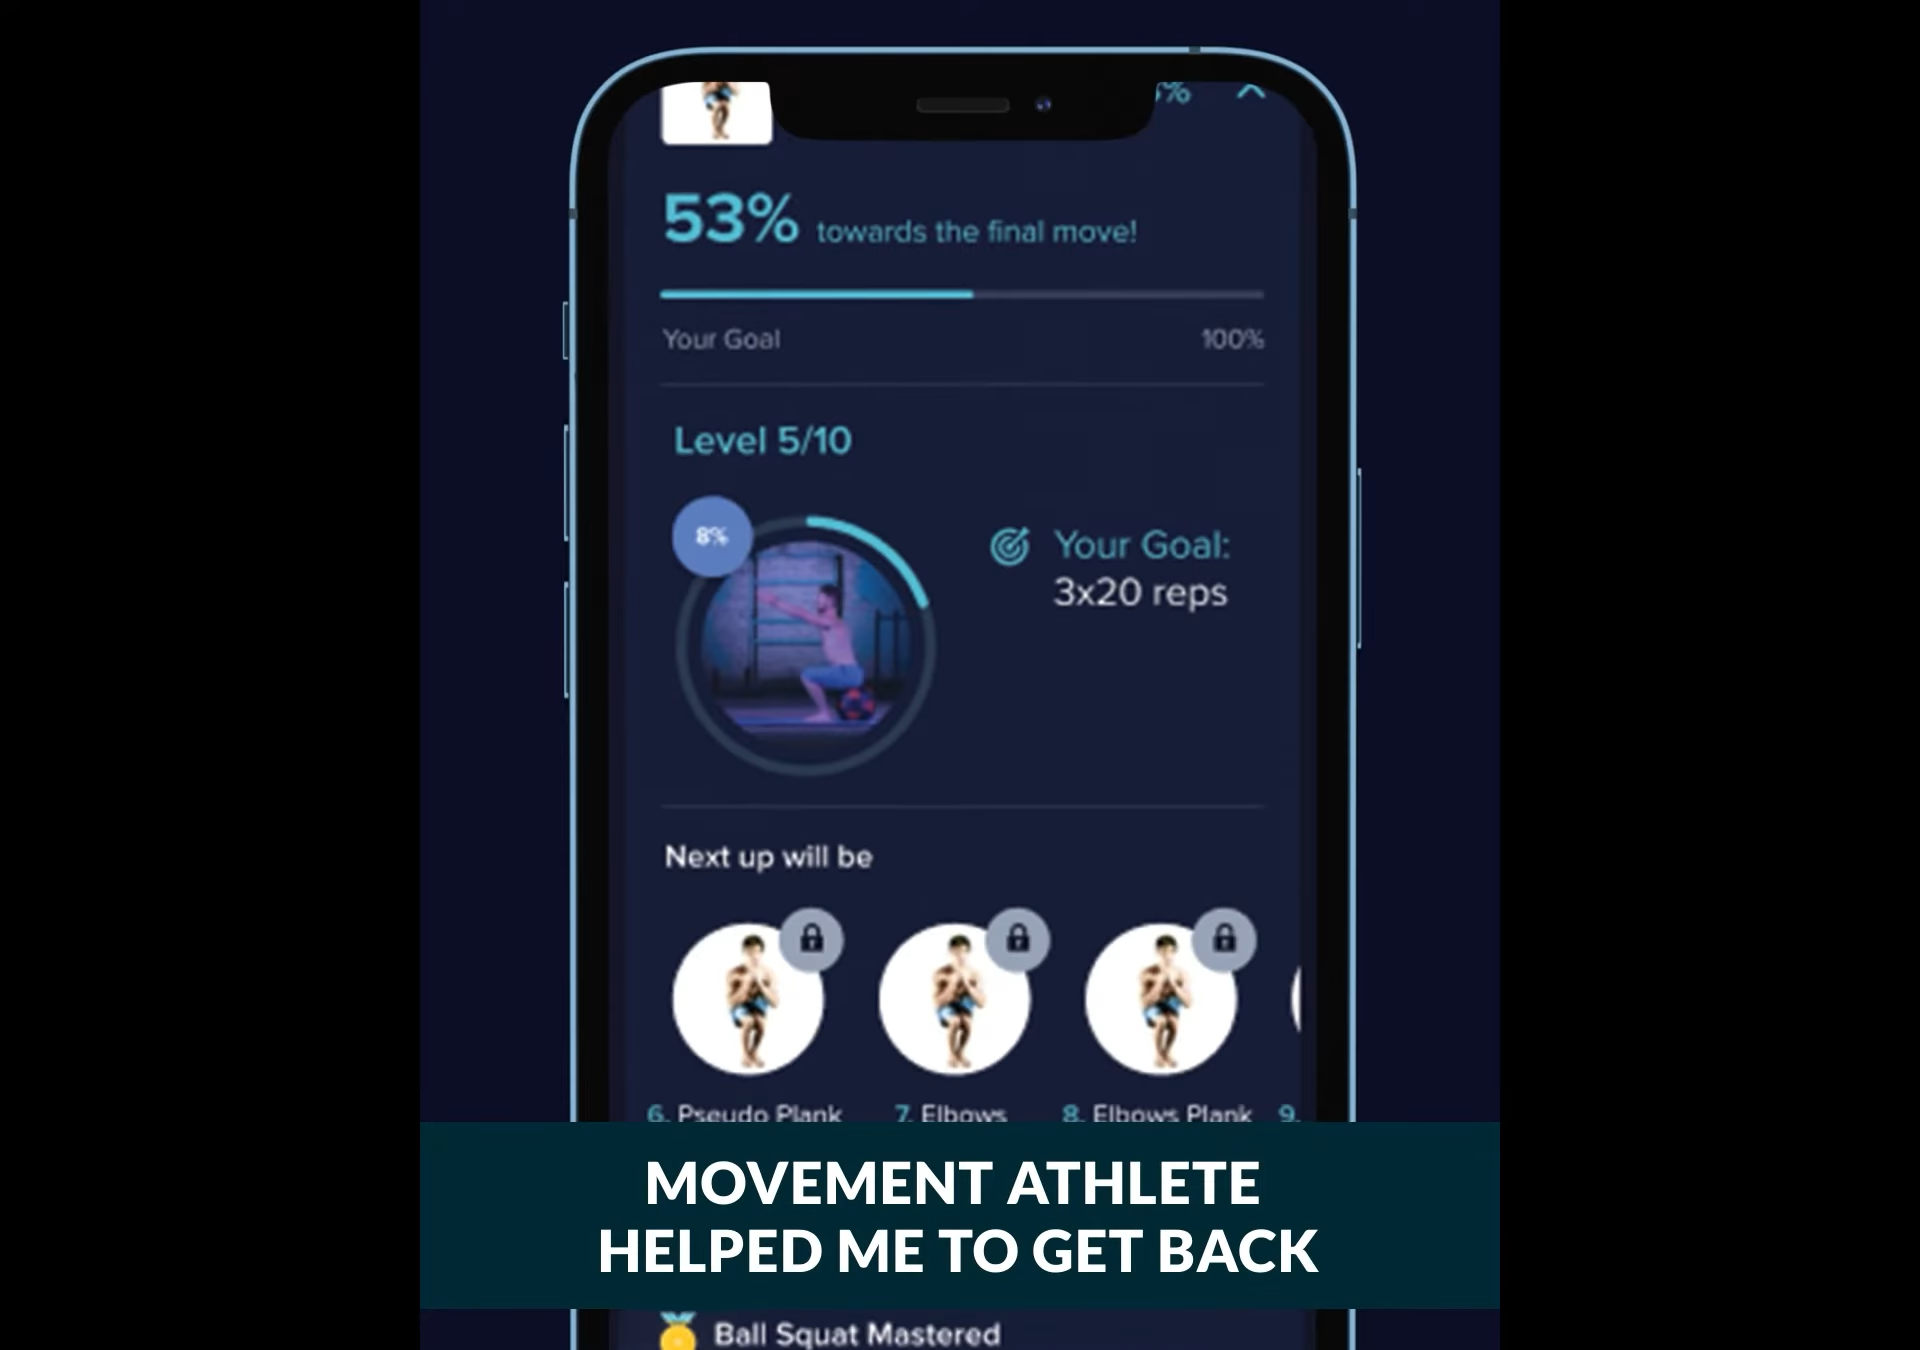 %
53% towards the final move!
Your Goal 100%
Level 5/10
8%
Your Goal:
3x20 reps
Next up will be
6. Pseudo Plank 7. Elbows 8. Elbows Plank 9.
MOVEMENT ATHLETE
HELPED ME TO GET BACK
Ball Squat Mastered